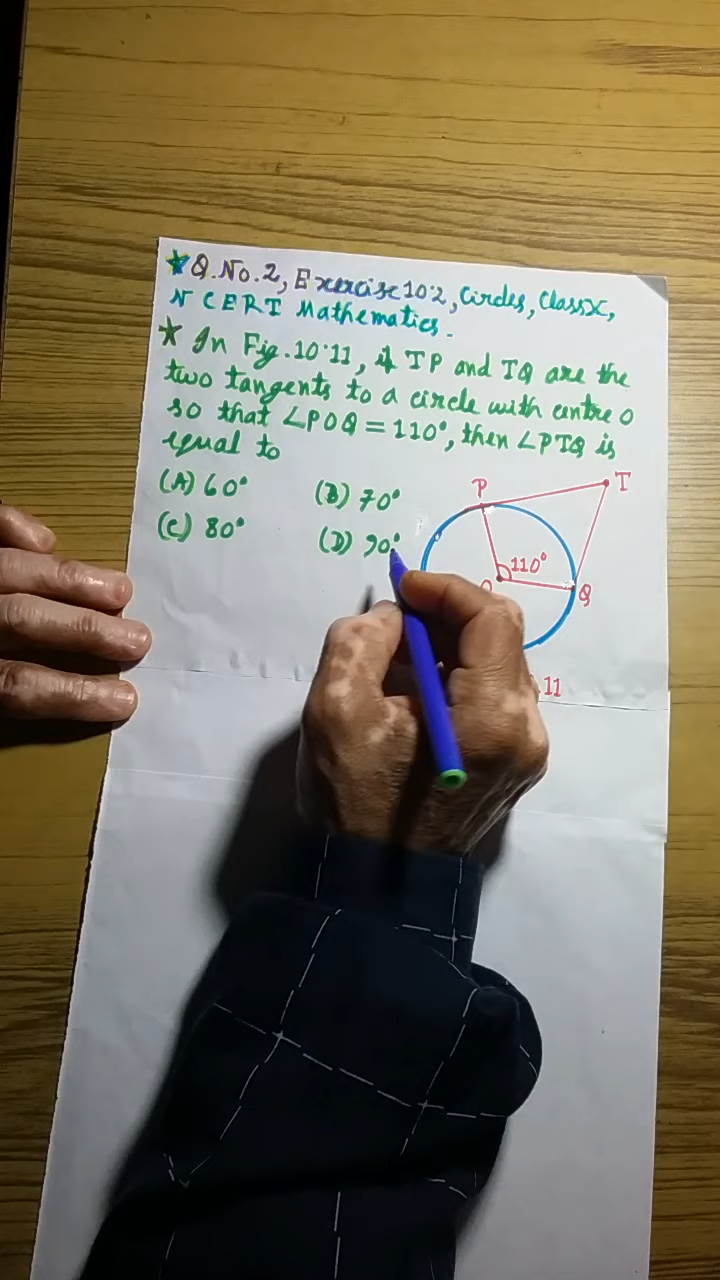 ★ Q.No.2, Exercise 10.2, Circles, Class X,
NCERT Mathematics.
★ In Fig. 10.11, if TP and TQ are the
two tangents to a circle with centre O
so that ∠POQ = 110°, then ∠PTQ is
equal to
(A) 60° (B) 70°
(C) 80° (D) 90°
P T
110°
O Q
.11